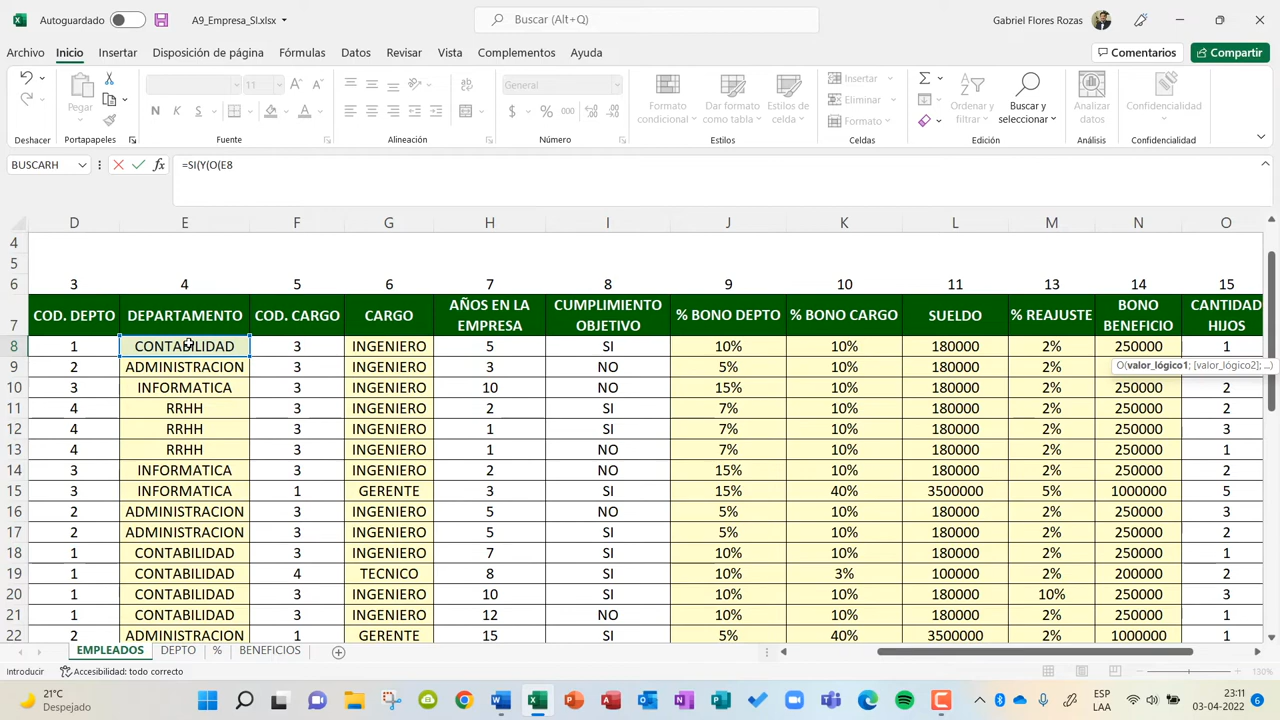 Autoguardado
A9_Empresa_SI.xlsx
Buscar (Alt+Q)
Gabriel Flores Rozas
Archivo Inicio Insertar Disposición de página Fórmulas Datos Revisar Vista Complementos Ayuda
Comentarios Compartir
Pegar
11
General
Formato condicional
Dar formato como tabla
Estilos de celda
Insertar
Eliminar
Formato
Ordenar y filtrar
Buscar y seleccionar
Analizar datos
Confidencialidad
Deshacer Portapapeles Fuente Alineación Número Estilos Celdas Edición Análisis Confidencialidad
BUSCARH =SI(Y(O(E8
D E F G H I J K L M N O
4
5
6 3 4 5 6 7 8 9 10 11 13 14 15
7 COD. DEPTO DEPARTAMENTO COD. CARGO CARGO AÑOS EN LA EMPRESA CUMPLIMIENTO OBJETIVO % BONO DEPTO % BONO CARGO SUELDO % REAJUSTE BONO BENEFICIO CANTIDAD HIJOS
8 1 CONTABILIDAD 3 INGENIERO 5 SI 10% 10% 180000 2% 250000 1
9 2 ADMINISTRACION 3 INGENIERO 3 NO 5% 10% 180000 2%
O(valor_lógico1; [valor_lógico2]; ...)
10 3 INFORMATICA 3 INGENIERO 10 NO 15% 10% 180000 2% 250000 2
11 4 RRHH 3 INGENIERO 2 SI 7% 10% 180000 2% 250000 2
12 4 RRHH 3 INGENIERO 1 SI 7% 10% 180000 2% 250000 3
13 4 RRHH 3 INGENIERO 1 NO 7% 10% 180000 2% 250000 1
14 3 INFORMATICA 3 INGENIERO 2 NO 15% 10% 180000 2% 250000 2
15 3 INFORMATICA 1 GERENTE 3 SI 15% 40% 3500000 5% 1000000 5
16 2 ADMINISTRACION 3 INGENIERO 5 NO 5% 10% 180000 2% 250000 3
17 2 ADMINISTRACION 3 INGENIERO 5 SI 5% 10% 180000 2% 250000 2
18 1 CONTABILIDAD 3 INGENIERO 7 SI 10% 10% 180000 2% 250000 1
19 1 CONTABILIDAD 4 TECNICO 8 SI 10% 3% 100000 2% 200000 2
20 1 CONTABILIDAD 3 INGENIERO 10 SI 10% 10% 180000 10% 250000 3
21 1 CONTABILIDAD 3 INGENIERO 12 NO 10% 10% 180000 2% 250000 1
22 2 ADMINISTRACION 1 GERENTE 15 SI 5% 40% 3500000 2% 1000000 2
EMPLEADOS DEPTO % BENEFICIOS
Introducir Accesibilidad: todo correcto 130%
21°C
Despejado
ESP
LAA
23:11
03-04-2022
6